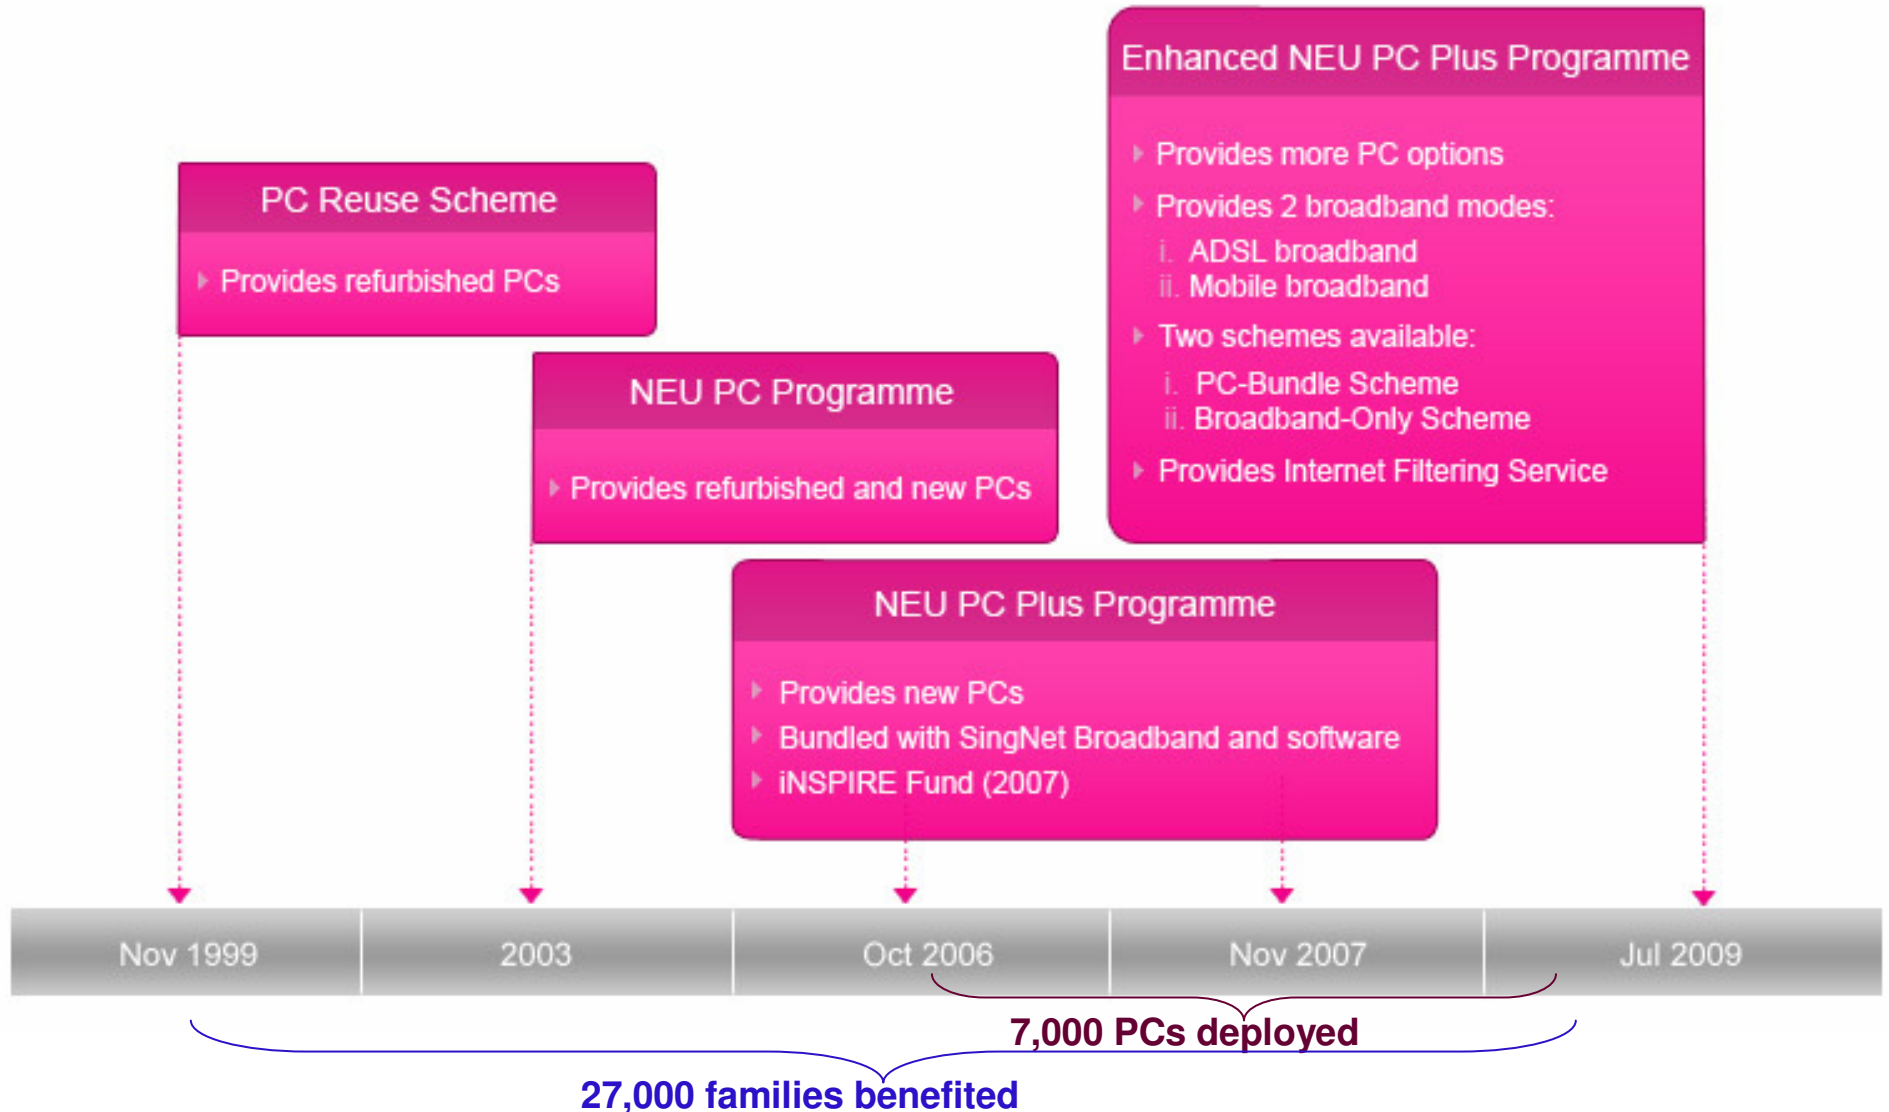 PC Reuse Scheme
Provides refurbished PCs
NEU PC Programme
Provides refurbished and new PCs
NEU PC Plus Programme
Provides new PCs
Bundled with SingNet Broadband and software
iNSPIRE Fund (2007)
Enhanced NEU PC Plus Programme
Provides more PC options
Provides 2 broadband modes:
i. ADSL broadband
ii. Mobile broadband
Two schemes available:
i. PC-Bundle Scheme
ii. Broadband-Only Scheme
Provides Internet Filtering Service
Nov 1999
2003
Oct 2006
Nov 2007
Jul 2009
7,000 PCs deployed
27,000 families benefited